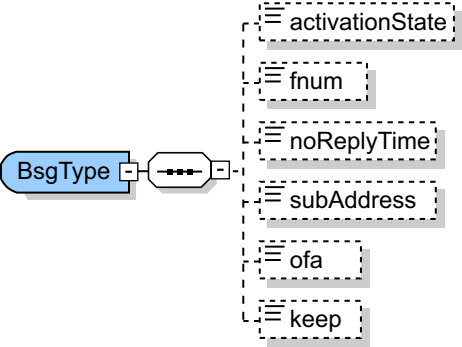 activationState
fnum
noReplyTime
BsgType
subAddress
ofa
keep